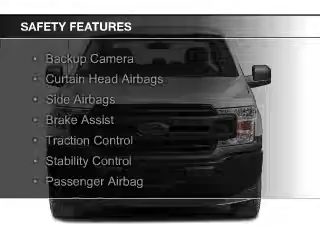 SAFETY FEATURES
• Backup Camera
• Curtain Head Airbags
• Side Airbags
• Brake Assist
• Traction Control
• Stability Control
• Passenger Airbag